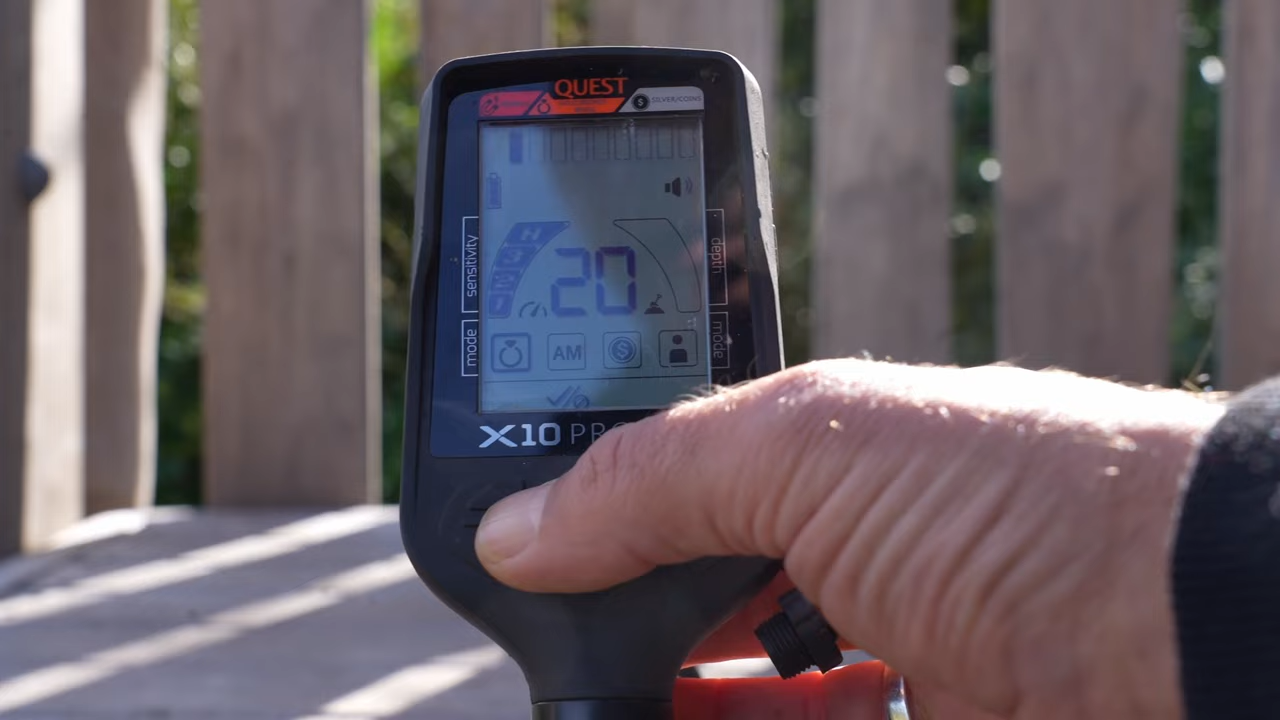 QUEST
SILVER/COINS
sensitivity
depth
H
3
2
1
20
mode
AM
mode
X10 PRO